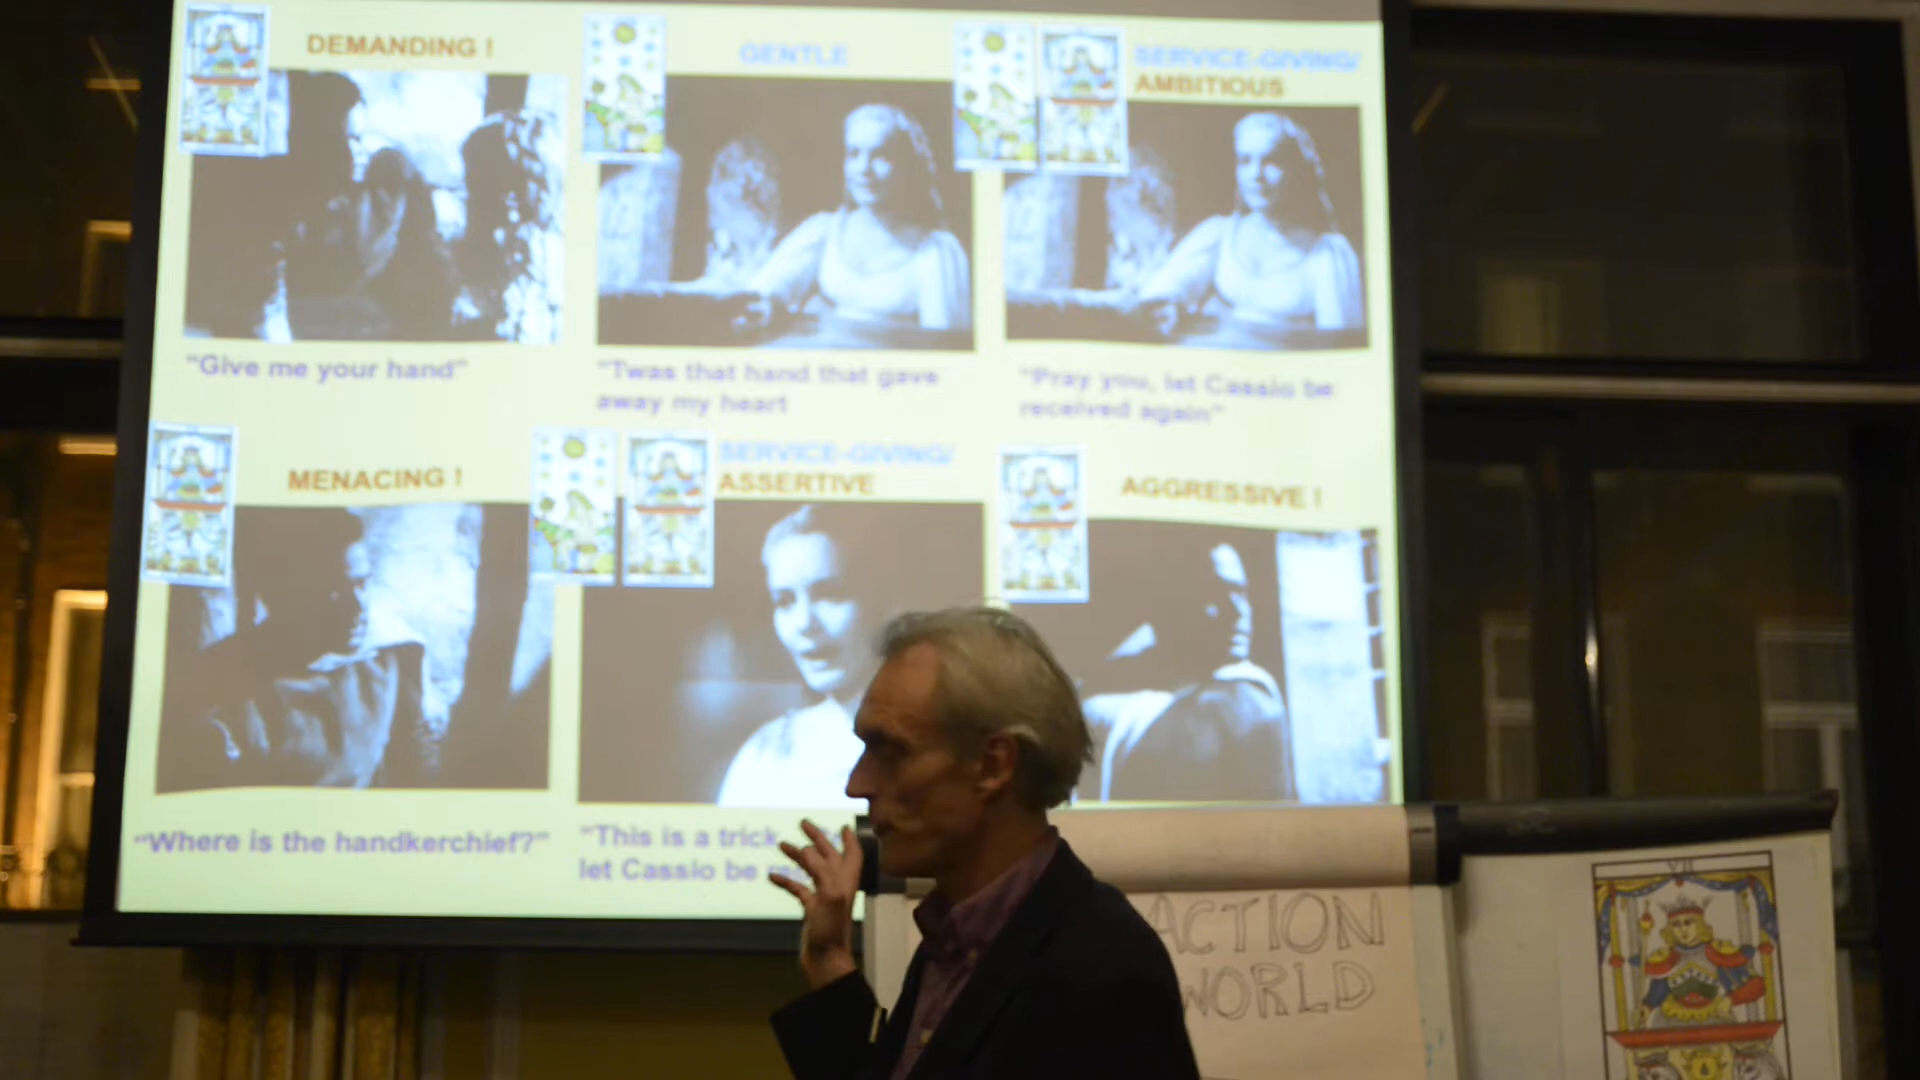 DEMANDING !
GENTLE
SERVICE-GIVING/
AMBITIOUS
"Give me your hand"
"Twas that hand that gave
away my heart
"Pray you, let Cassio be
received again"
MENACING !
SERVICE-GIVING/
ASSERTIVE
AGGRESSIVE !
"Where is the handkerchief?"
"This is a trick
let Cassio be
ACTION
WORLD
VII